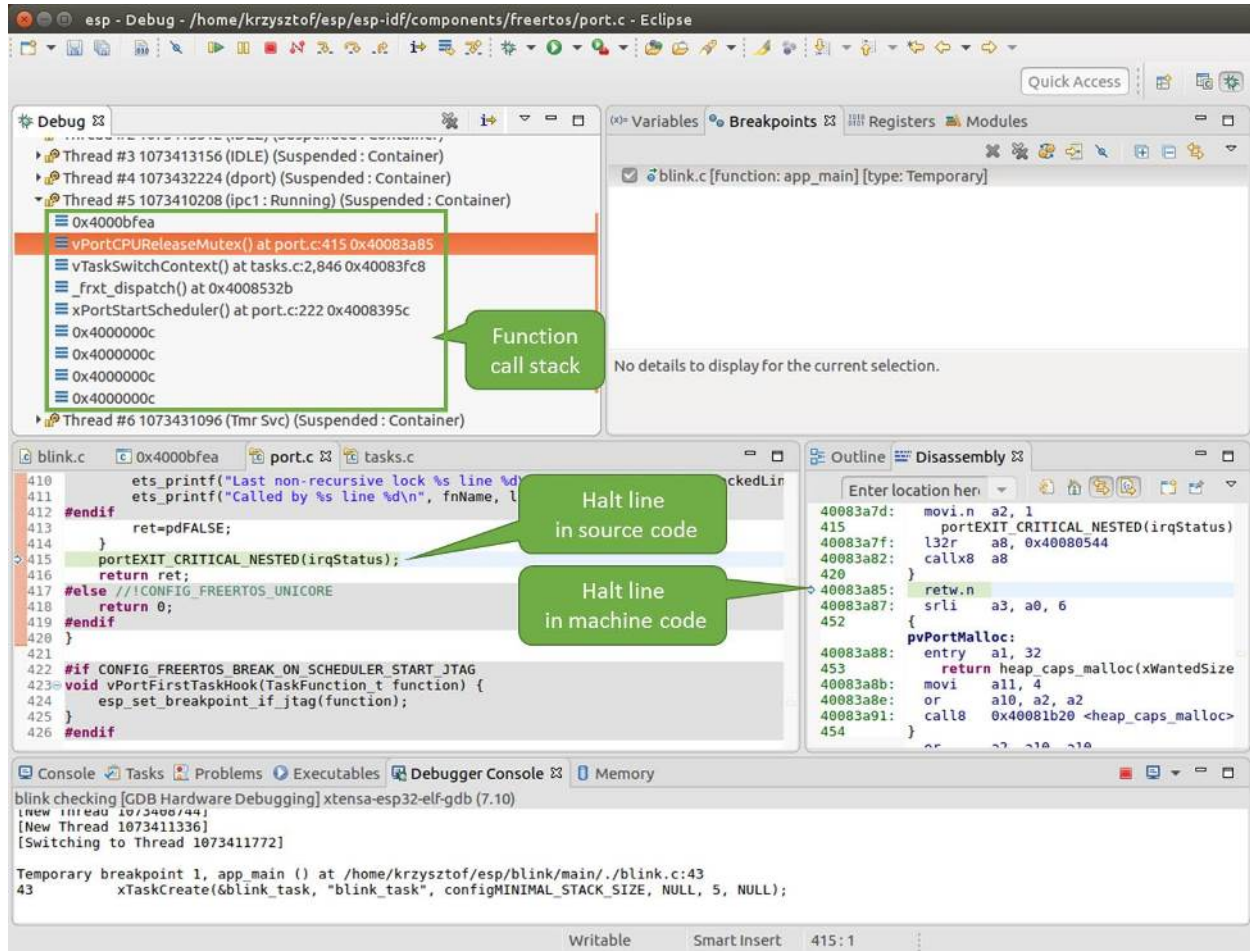 esp - Debug - /home/krzysztof/esp/esp-idf/components/freertos/port.c - Eclipse
Quick Access
Debug
Thread #3 1073413156 (IDLE) (Suspended : Container)
Thread #4 1073432224 (dport) (Suspended : Container)
Thread #5 1073410208 (ipc1 : Running) (Suspended : Container)
0x4000bfea
vPortCPUReleaseMutex() at port.c:415 0x40083a85
vTaskSwitchContext() at tasks.c:2,846 0x40083fc8
_frxt_dispatch() at 0x4008532b
xPortStartScheduler() at port.c:222 0x4008395c
0x4000000c
0x4000000c
0x4000000c
0x4000000c
Thread #6 1073431096 (Tmr Svc) (Suspended : Container)
Function
call stack
(x)= Variables Breakpoints Registers Modules
blink.c [function: app_main] [type: Temporary]
No details to display for the current selection.
blink.c 0x4000bfea port.c tasks.c
410 ets_printf("Last non-recursive lock %s line %d\ ckedLin
411 ets_printf("Called by %s line %d\n", fnName, l
412 #endif
413 ret=pdFALSE;
414 }
415 portEXIT_CRITICAL_NESTED(irqStatus);
416 return ret;
417 #else //!CONFIG_FREERTOS_UNICORE
418 return 0;
419 #endif
420 }
421
422 #if CONFIG_FREERTOS_BREAK_ON_SCHEDULER_START_JTAG
423 void vPortFirstTaskHook(TaskFunction_t function) {
424 esp_set_breakpoint_if_jtag(function);
425 }
426 #endif
Halt line
in source code
Halt line
in machine code
Outline Disassembly
Enter location her
40083a7d: movi.n a2, 1
415 portEXIT_CRITICAL_NESTED(irqStatus)
40083a7f: l32r a8, 0x40080544
40083a82: callx8 a8
420 }
40083a85: retw.n
40083a87: srli a3, a0, 6
452 {
pvPortMalloc:
40083a88: entry a1, 32
453 return heap_caps_malloc(xWantedSize
40083a8b: movi a11, 4
40083a8e: or a10, a2, a2
40083a91: call8 0x40081b20 <heap_caps_malloc>
454 }
Console Tasks Problems Executables Debugger Console Memory
blink checking [GDB Hardware Debugging] xtensa-esp32-elf-gdb (7.10)
[New Thread 1073408744]
[New Thread 1073411336]
[Switching to Thread 1073411772]
Temporary breakpoint 1, app_main () at /home/krzysztof/esp/blink/main/./blink.c:43
43 xTaskCreate(&blink_task, "blink_task", configMINIMAL_STACK_SIZE, NULL, 5, NULL);
Writable Smart Insert 415 : 1